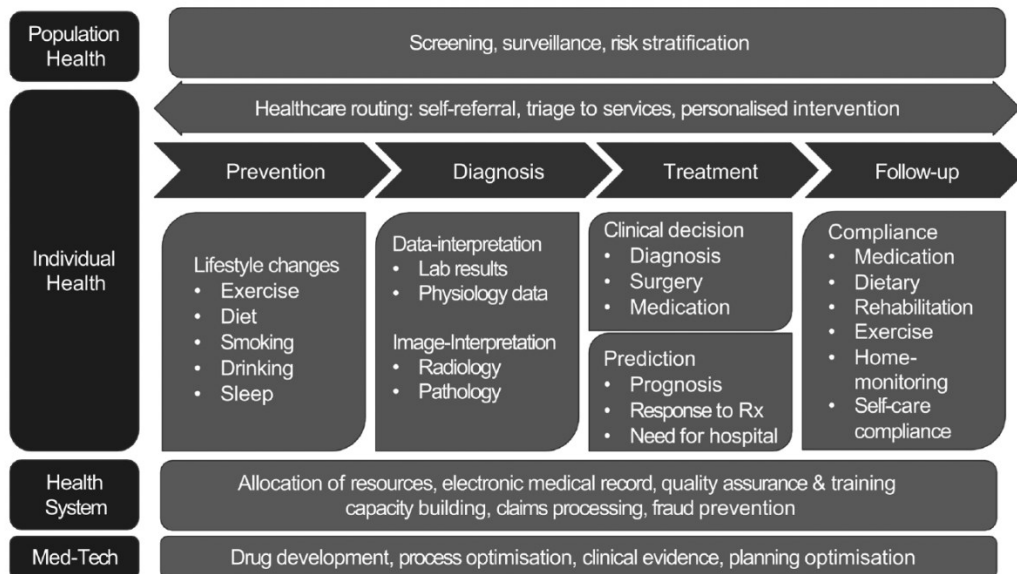 Population
Health
Screening, surveillance, risk stratification
Individual
Health
Healthcare routing: self-referral, triage to services, personalised intervention
Prevention
Diagnosis
Treatment
Follow-up
Lifestyle changes
• Exercise
• Diet
• Smoking
• Drinking
• Sleep
Data-interpretation
• Lab results
• Physiology data
Image-Interpretation
• Radiology
• Pathology
Clinical decision
• Diagnosis
• Surgery
• Medication
Prediction
• Prognosis
• Response to Rx
• Need for hospital
Compliance
• Medication
• Dietary
• Rehabilitation
• Exercise
• Home-
monitoring
• Self-care
compliance
Health
System
Allocation of resources, electronic medical record, quality assurance & training
capacity building, claims processing, fraud prevention
Med-Tech
Drug development, process optimisation, clinical evidence, planning optimisation